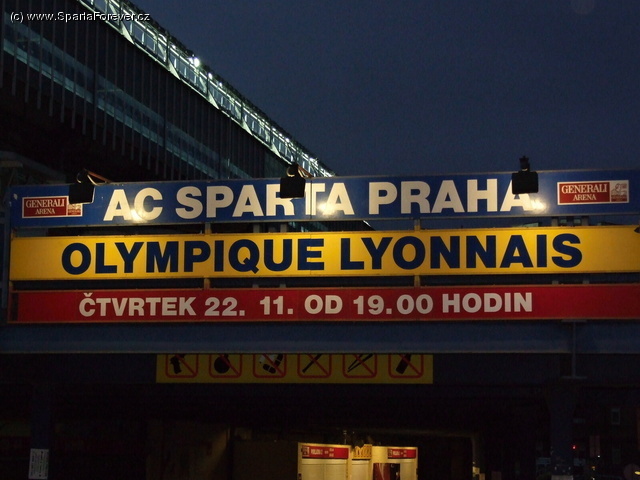 (c) www.SpartaForever.cz
GENERALI ARENA
AC SPARTA PRAHA
GENERALI ARENA
OLYMPIQUE LYONNAIS
ČTVRTEK 22. 11. OD 19.00 HODIN